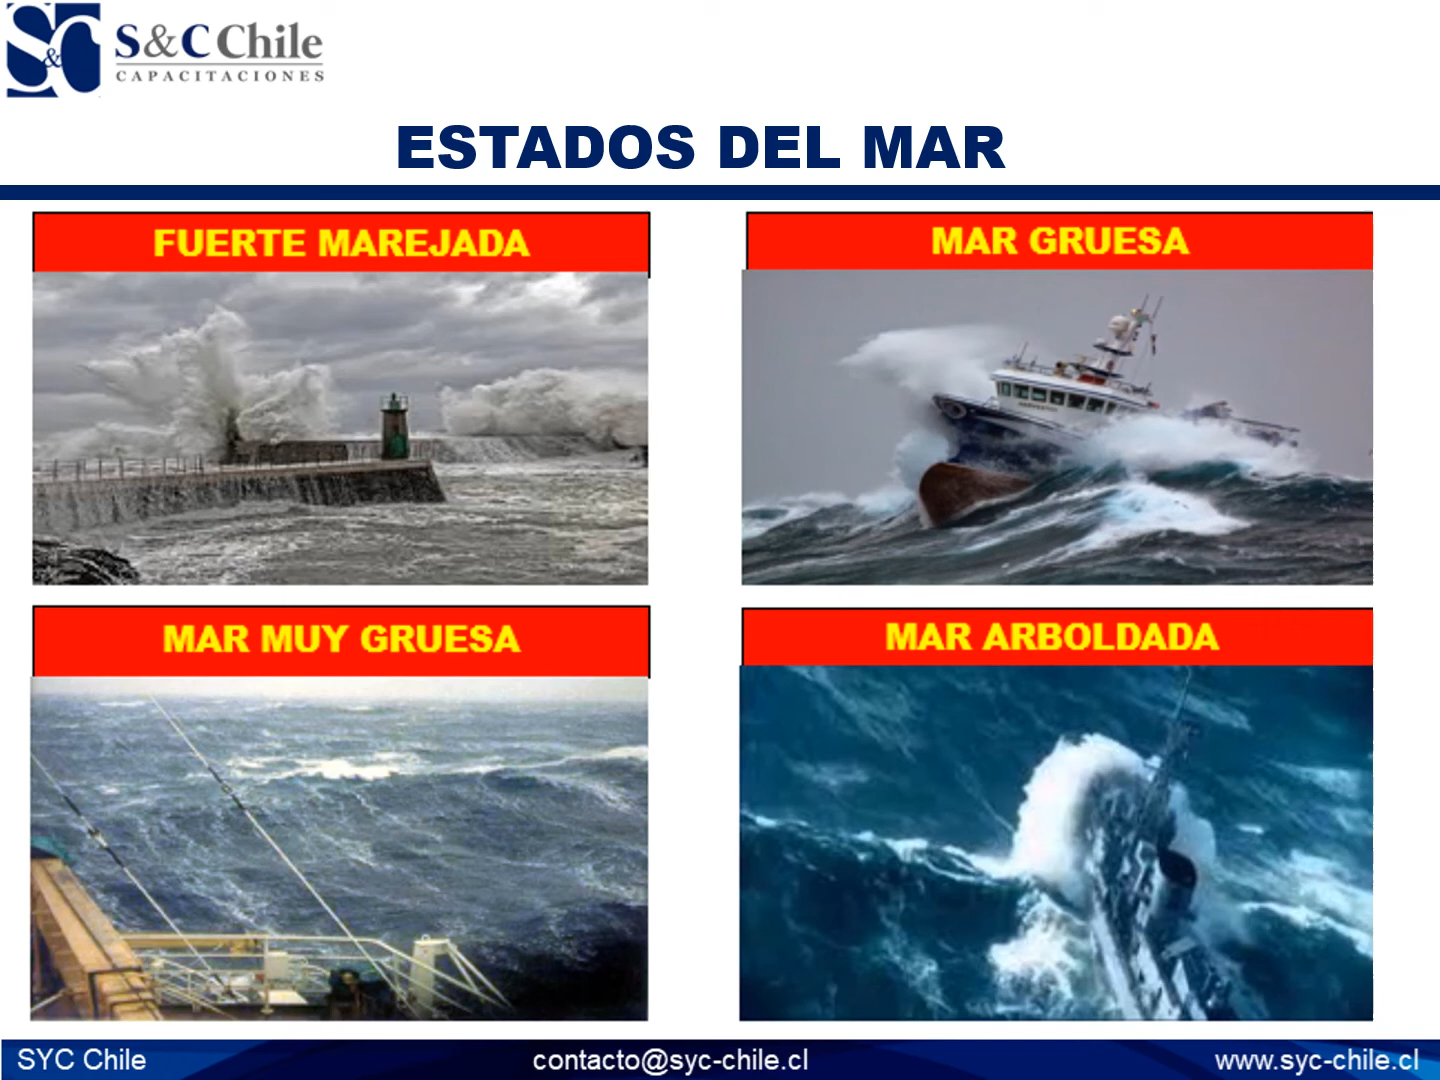 S&C
S&C Chile
CAPACITACIONES
ESTADOS DEL MAR
FUERTE MAREJADA
MAR GRUESA
MAR MUY GRUESA
MAR ARBOLDADA
SYC Chile
contacto@syc-chile.cl
www.syc-chile.cl